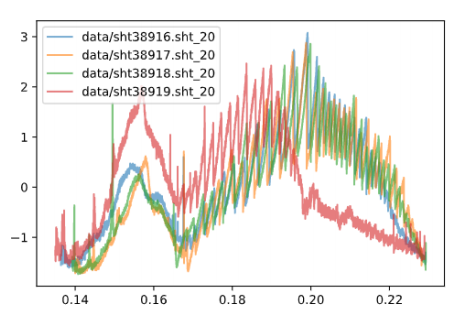 3
2
1
0
−1
data/sht38916.sht_20
data/sht38917.sht_20
data/sht38918.sht_20
data/sht38919.sht_20
0.14
0.16
0.18
0.20
0.22